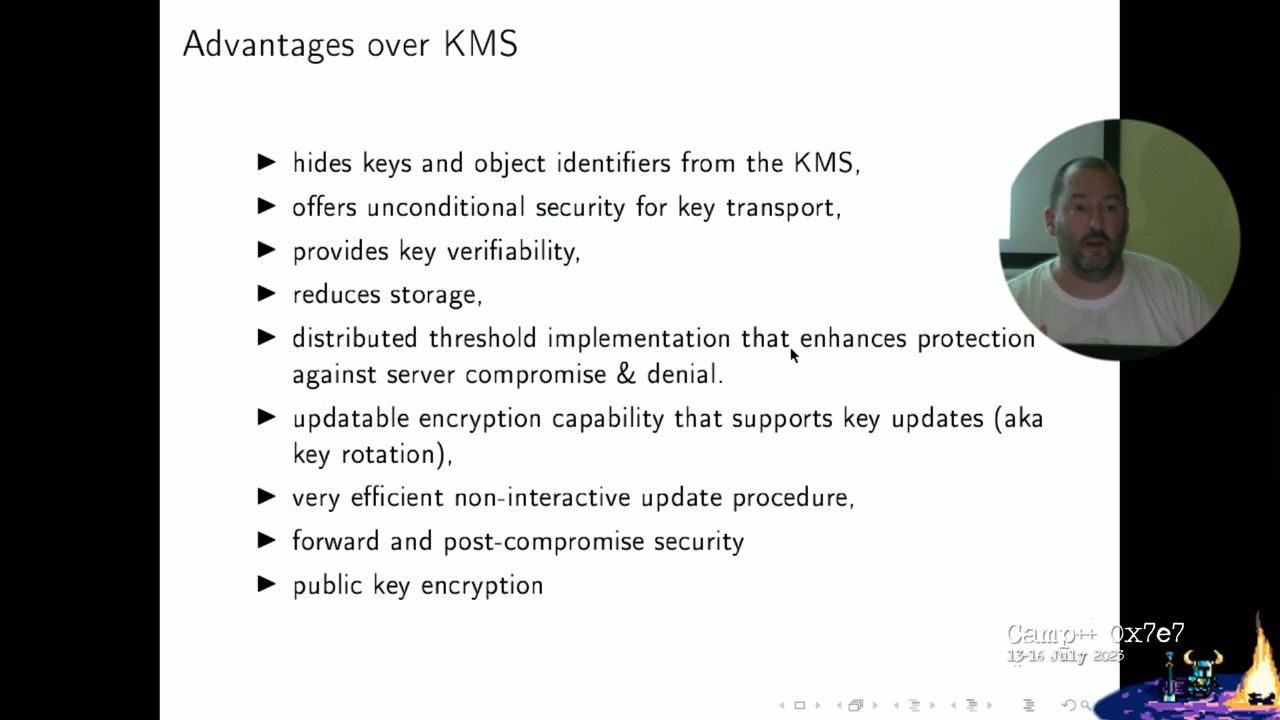 Advantages over KMS
▶ hides keys and object identifiers from the KMS,
▶ offers unconditional security for key transport,
▶ provides key verifiability,
▶ reduces storage,
▶ distributed threshold implementation that enhances protection
against server compromise & denial.
▶ updatable encryption capability that supports key updates (aka
key rotation),
▶ very efficient non-interactive update procedure,
▶ forward and post-compromise security
▶ public key encryption
Camp++ 0x7e7
13-16 July 2023